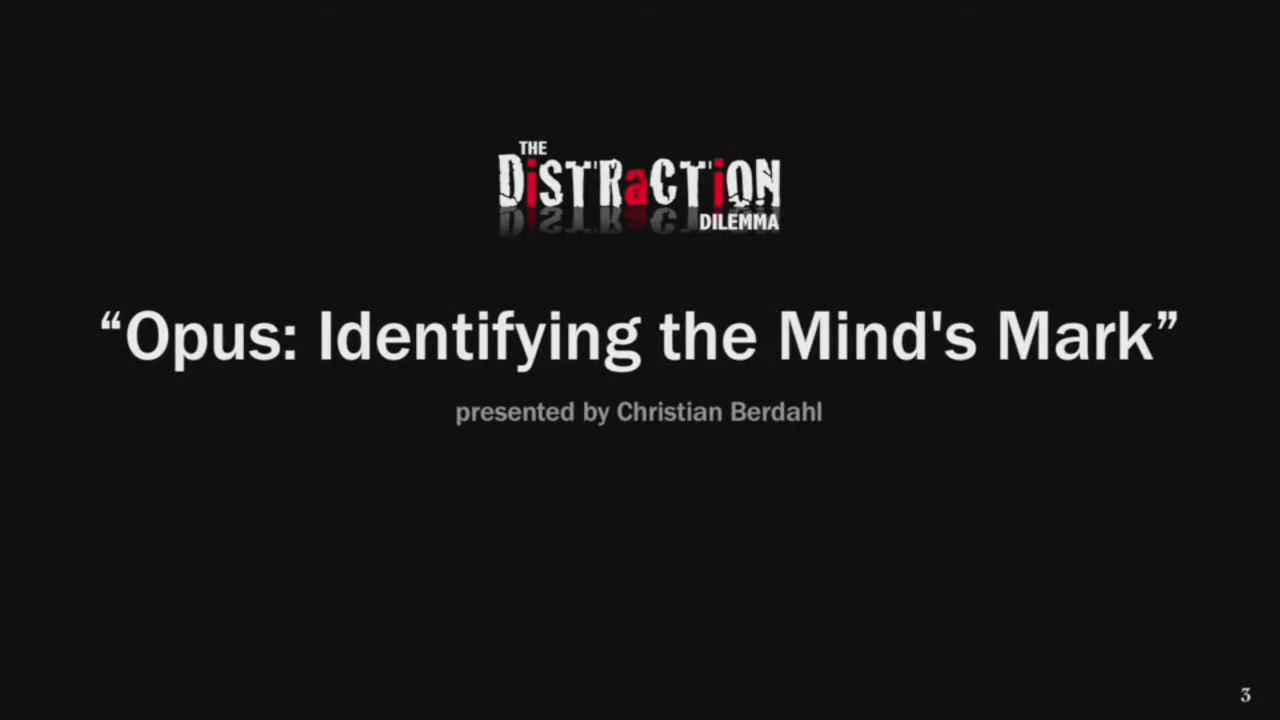 THE
DiSTRaCTiON
DILEMMA
“Opus: Identifying the Mind's Mark”
presented by Christian Berdahl
3